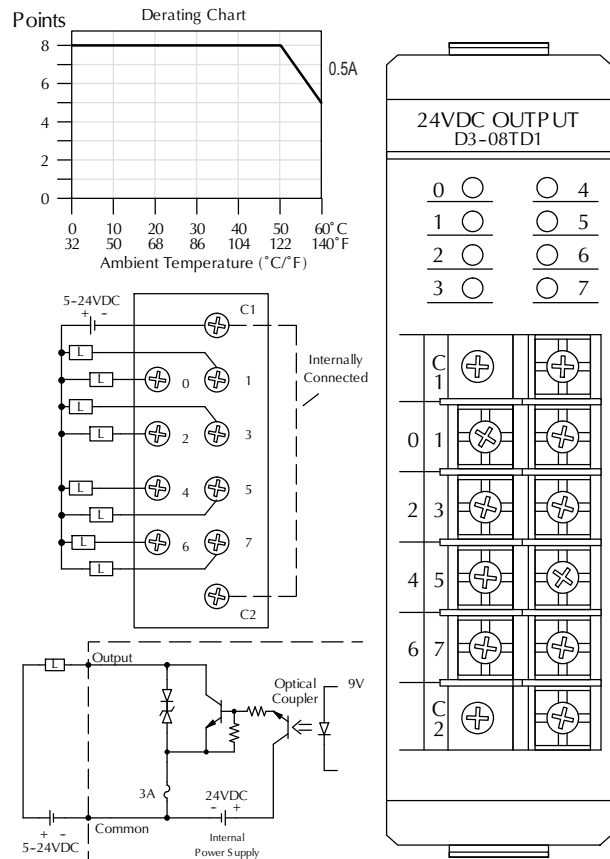 Points
Derating Chart
8
6
4
2
0
0.5A
0 10 20 30 40 50 60˚C
32 50 68 86 104 122 140˚F
Ambient Temperature (˚C/˚F)
5-24VDC
+ -
C1
L
L
0 1
L
L
2 3
Internally
Connected
L
4 5
L
L
6 7
L
C2
L
Output
Optical
Coupler
9V
3A
24VDC
- +
Common
+ -
5-24VDC
Internal
Power Supply
24VDC OUTPUT
D3-08TD1
0 4
1 5
2 6
3 7
C
1
0 1
2 3
4 5
6 7
C
2